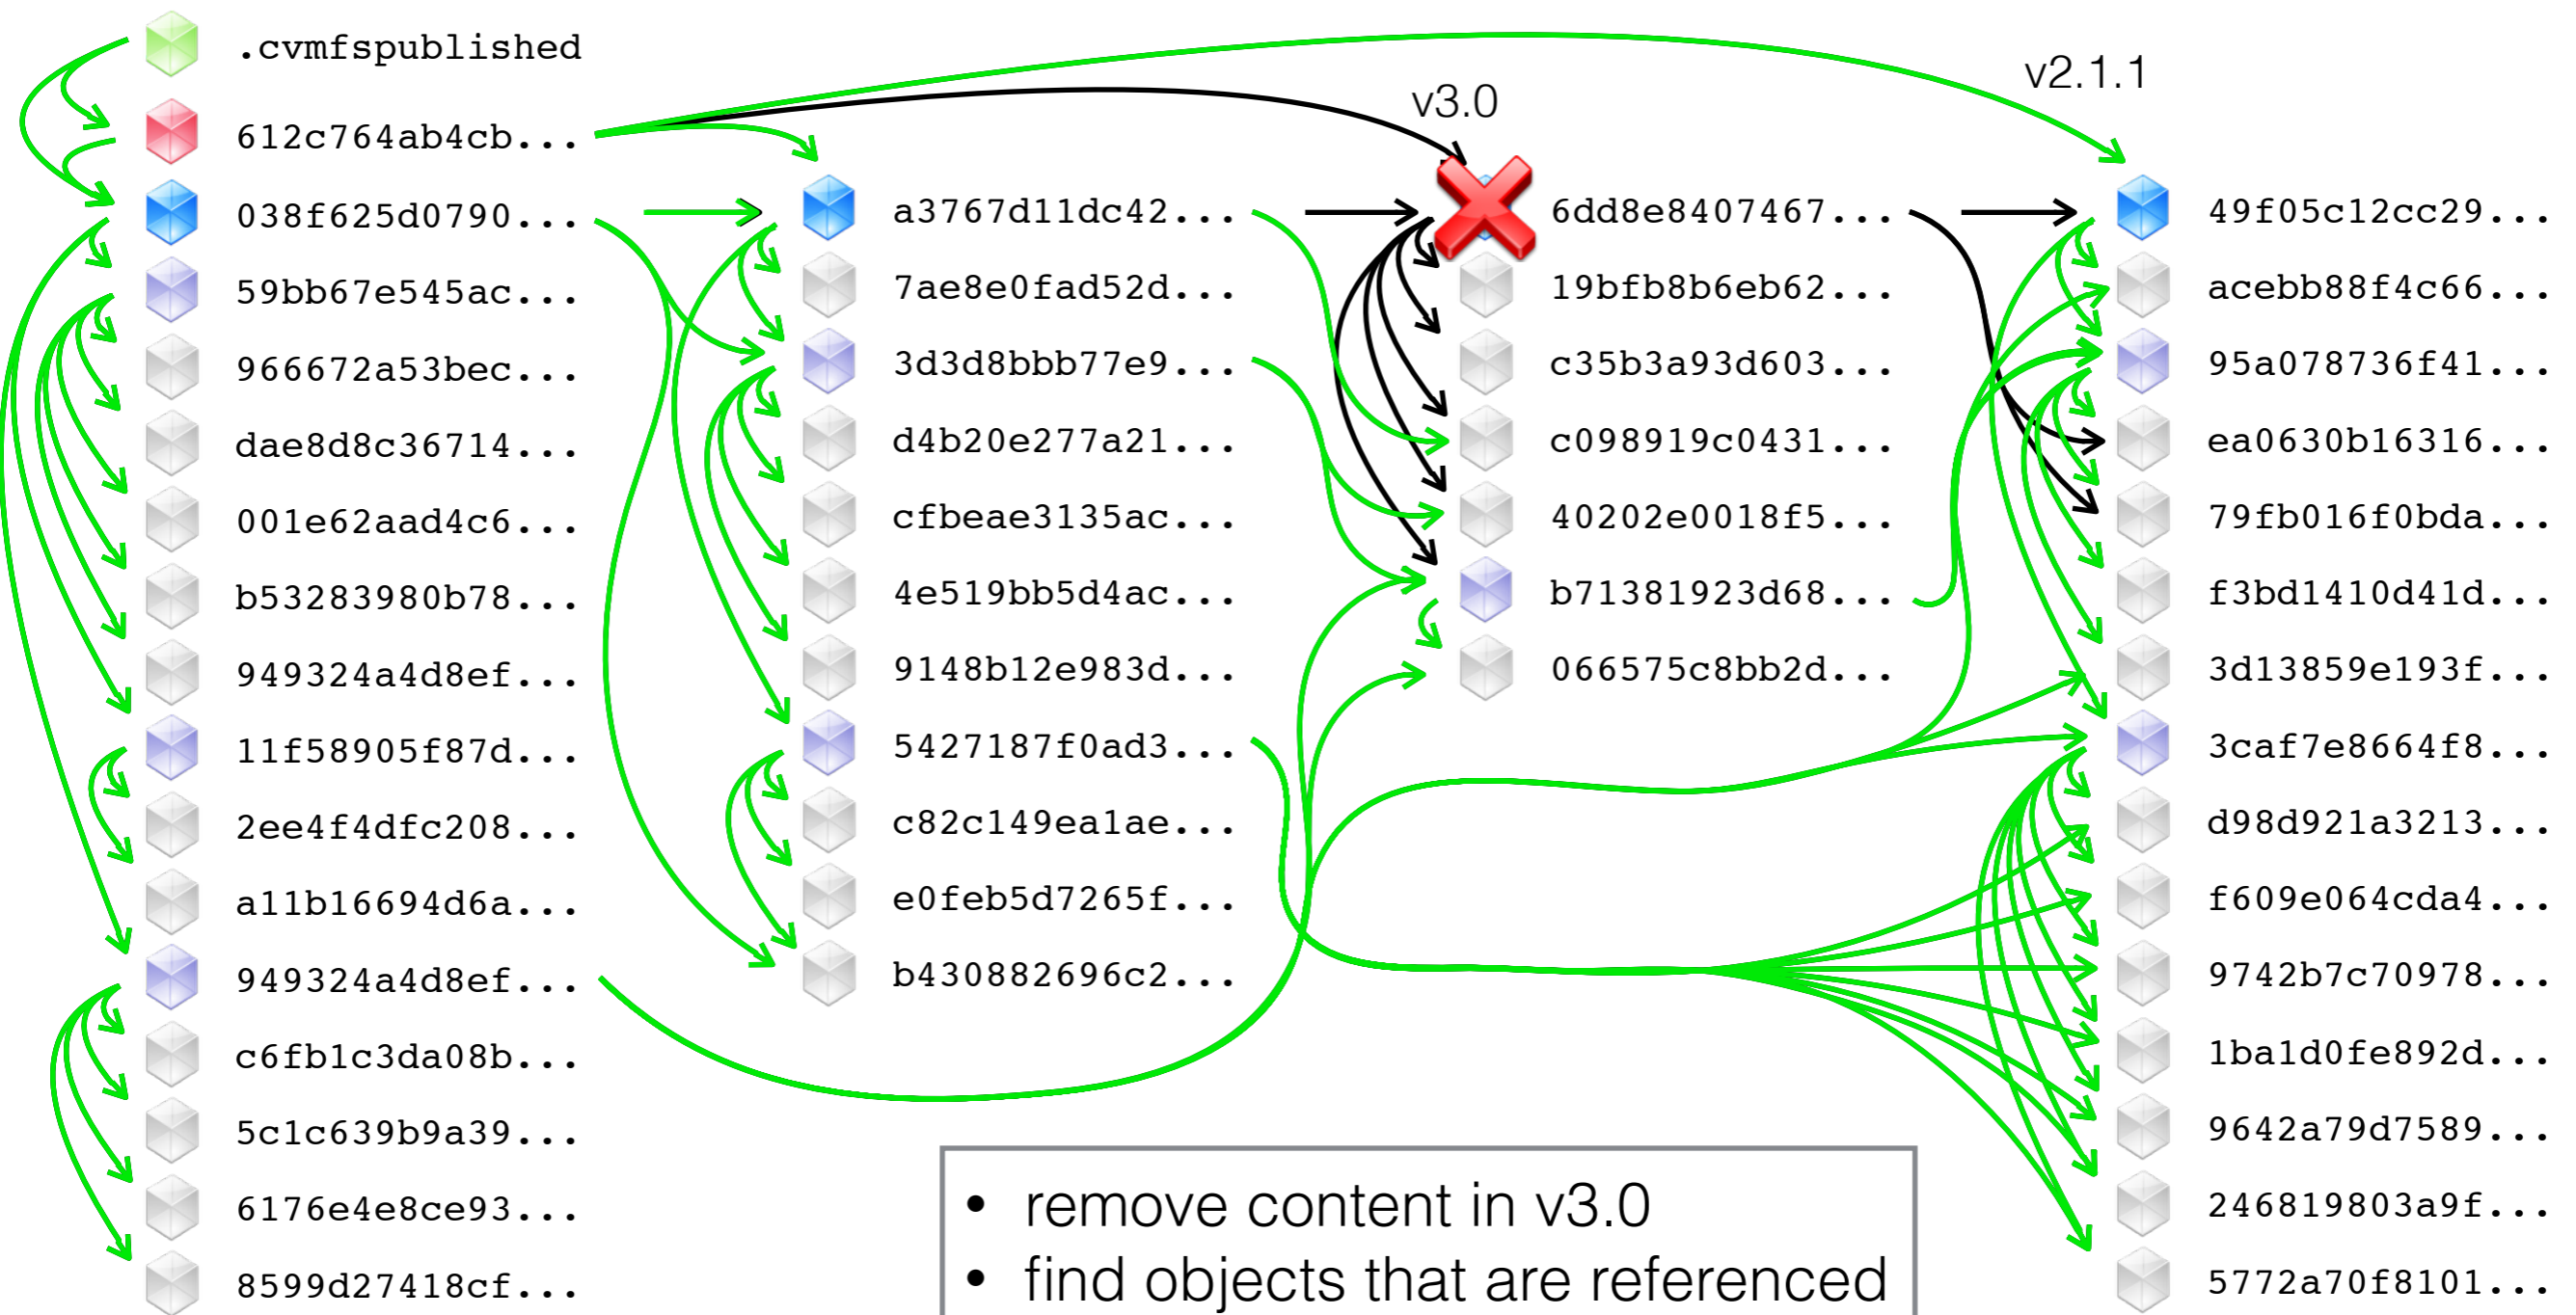 .cvmfspublished
612c764ab4cb...
038f625d0790...
59bb67e545ac...
966672a53bec...
dae8d8c36714...
001e62aad4c6...
b53283980b78...
949324a4d8ef...
11f58905f87d...
2ee4f4dfc208...
a11b16694d6a...
949324a4d8ef...
c6fb1c3da08b...
5c1c639b9a39...
6176e4e8ce93...
8599d27418cf...
a3767d11dc42...
7ae8e0fad52d...
3d3d8bbb77e9...
d4b20e277a21...
cfbeae3135ac...
4e519bb5d4ac...
9148b12e983d...
5427187f0ad3...
c82c149ea1ae...
e0feb5d7265f...
b430882696c2...
v3.0
6dd8e8407467...
19bfb8b6eb62...
c35b3a93d603...
c098919c0431...
40202e0018f5...
b71381923d68...
066575c8bb2d...
v2.1.1
49f05c12cc29...
acebb88f4c66...
95a078736f41...
ea0630b16316...
79fb016f0bda...
f3bd1410d41d...
3d13859e193f...
3caf7e8664f8...
d98d921a3213...
f609e064cda4...
9742b7c70978...
1ba1d0fe892d...
9642a79d7589...
246819803a9f...
5772a70f8101...
• remove content in v3.0
• find objects that are referenced